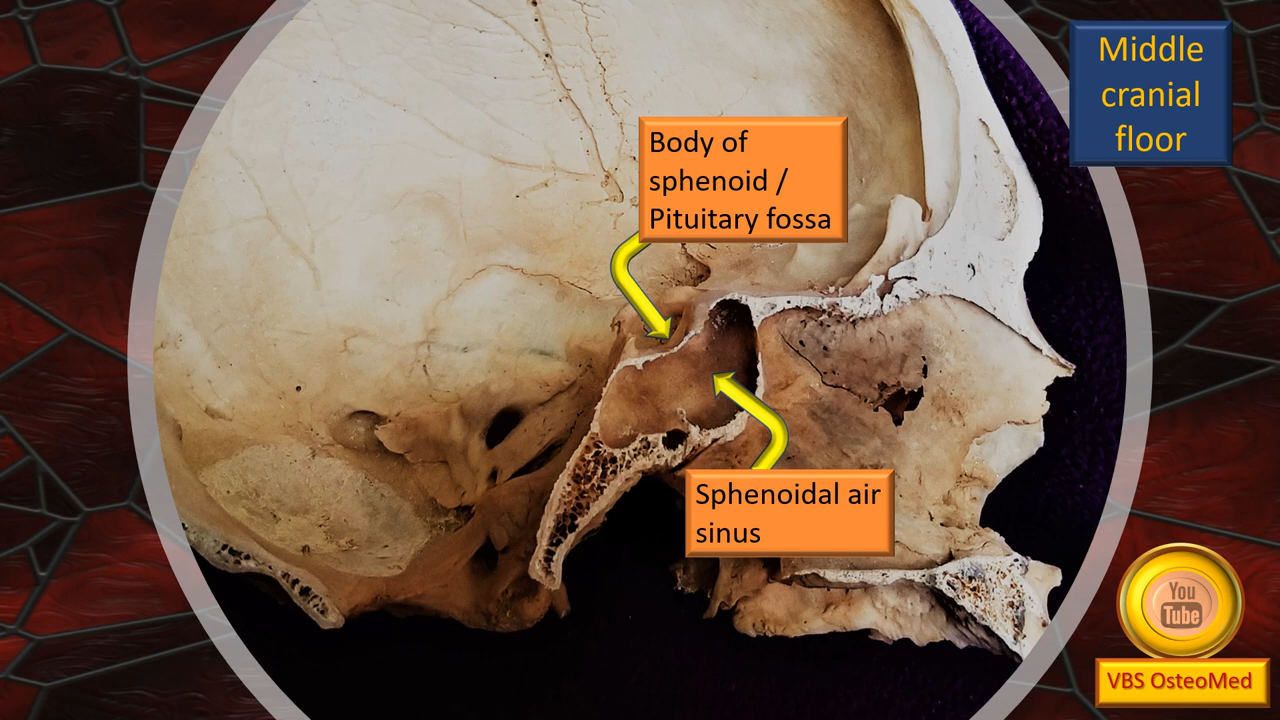 Middle
cranial
floor
Body of
sphenoid /
Pituitary fossa
Sphenoidal air
sinus
You
Tube
VBS OsteoMed